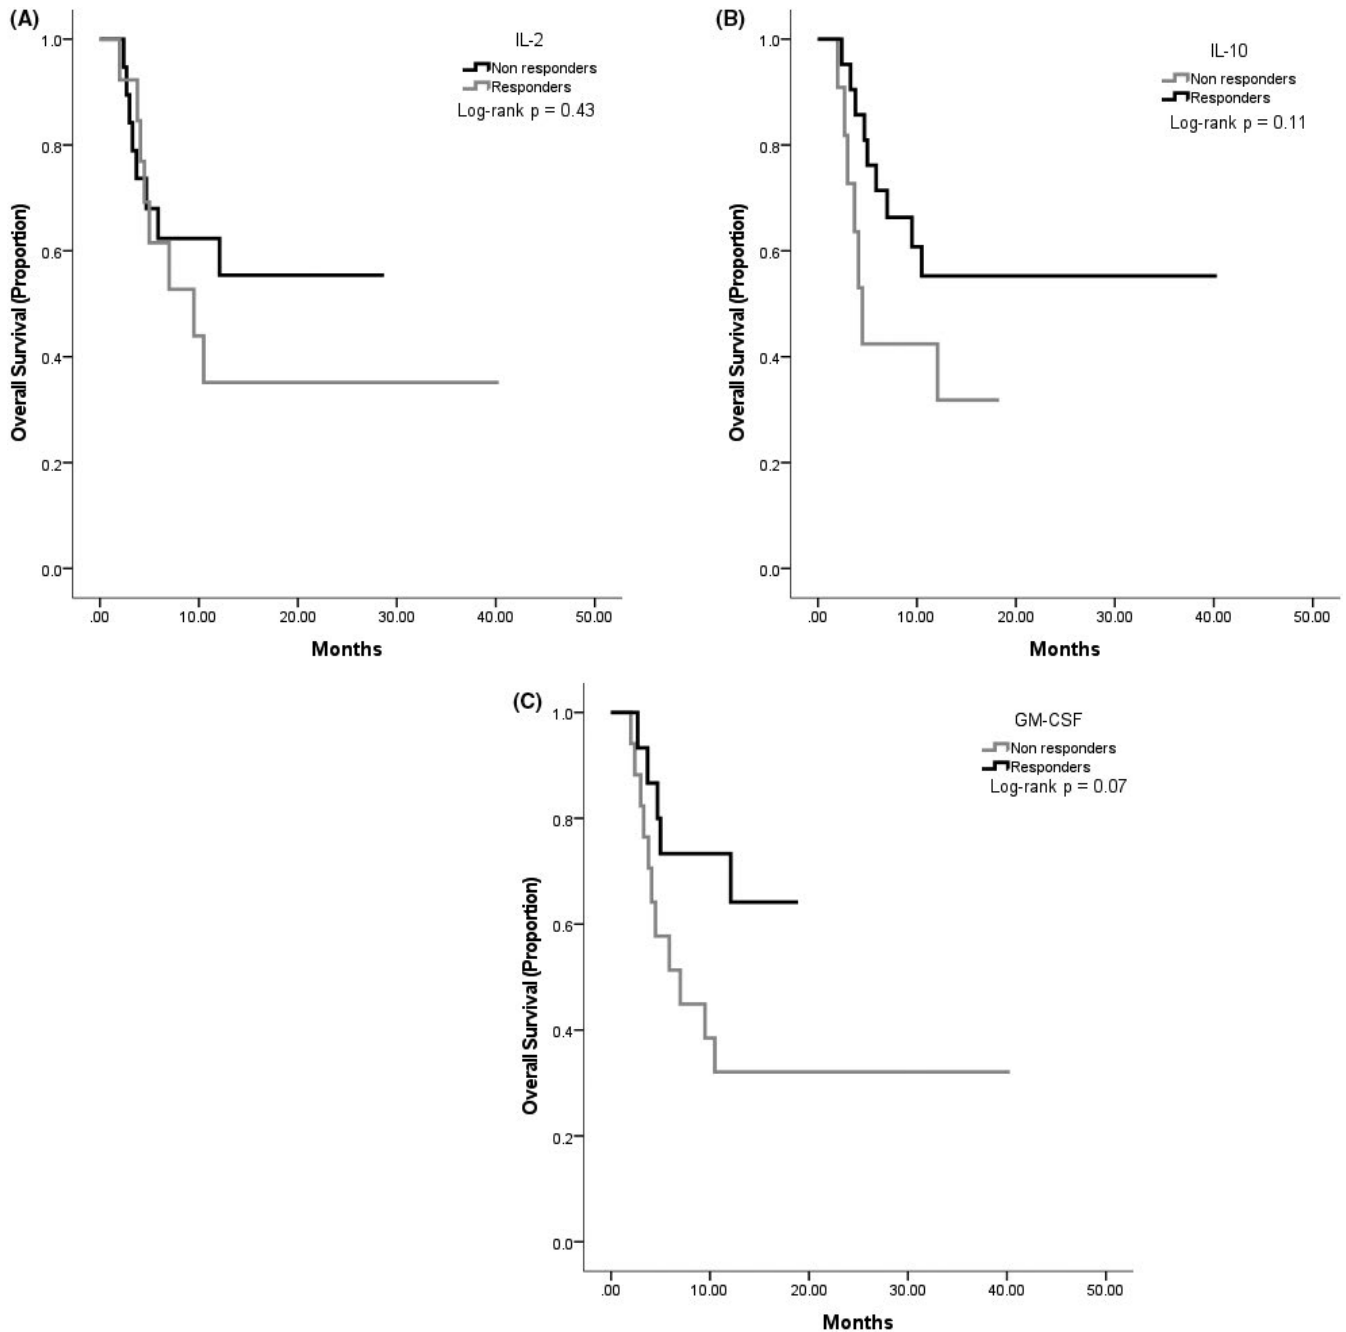 (A)
IL-2
Non responders
Responders
Log-rank p = 0.43
Overall Survival (Proportion)
1.0
0.8
0.6
0.4
0.2
0.0
.00 10.00 20.00 30.00 40.00 50.00
Months
(B)
IL-10
Non responders
Responders
Log-rank p = 0.11
Overall Survival (Proportion)
1.0
0.8
0.6
0.4
0.2
0.0
.00 10.00 20.00 30.00 40.00 50.00
Months
(C)
GM-CSF
Non responders
Responders
Log-rank p = 0.07
Overall Survival (Proportion)
1.0
0.8
0.6
0.4
0.2
0.0
.00 10.00 20.00 30.00 40.00 50.00
Months